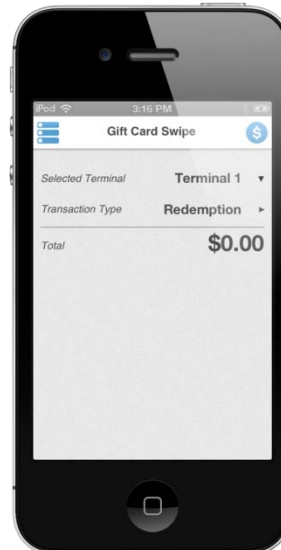 iPod 3:16 PM
Gift Card Swipe $
Selected Terminal Terminal 1
Transaction Type Redemption
Total $0.00